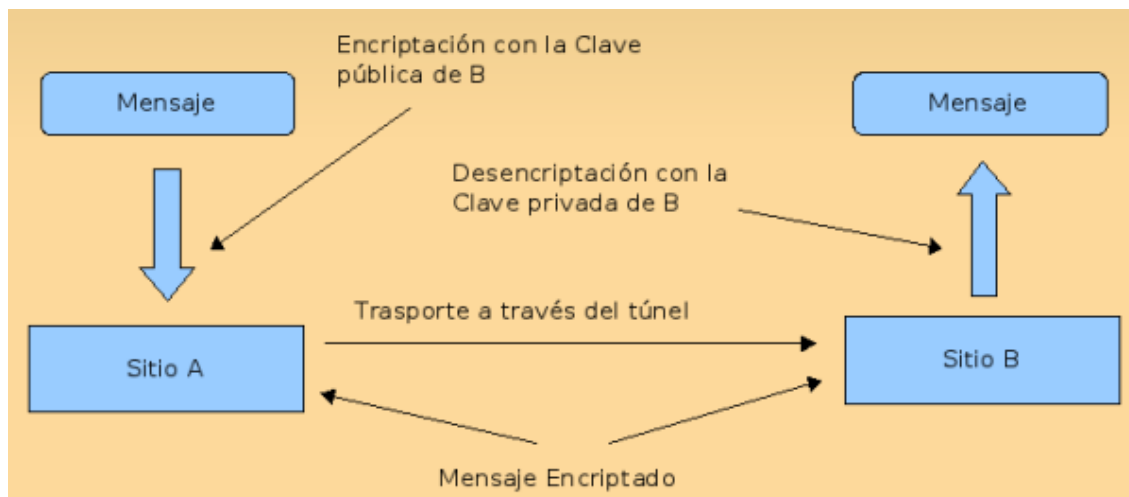 Encriptación con la Clave
pública de B
Mensaje
Mensaje
Desencriptación con la
Clave privada de B
Trasporte a través del túnel
Sitio A
Sitio B
Mensaje Encriptado